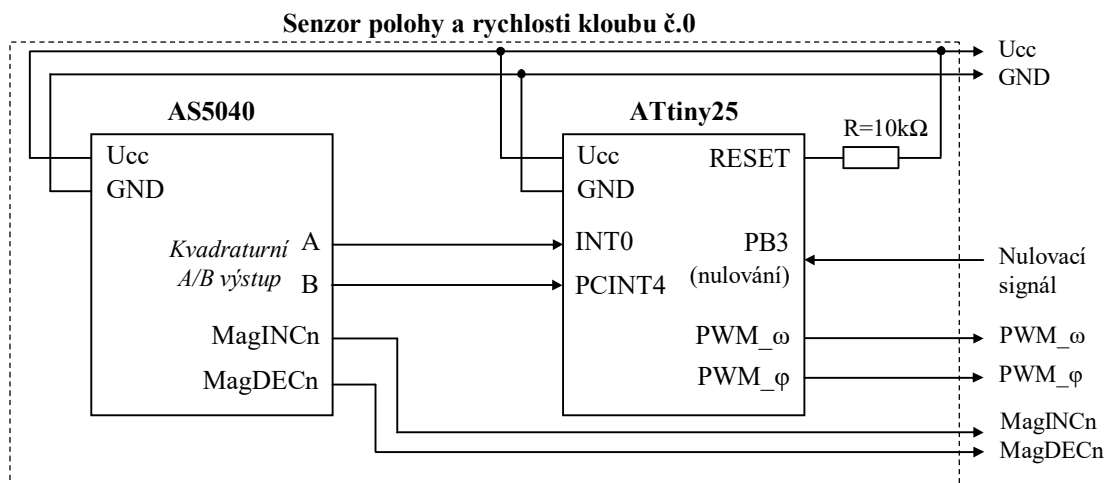 Senzor polohy a rychlosti kloubu č.0
Ucc
GND
AS5040
ATtiny25
R=10kΩ
Ucc
GND
Kvadraturní
A/B výstup
A
B
MagINCn
MagDECn
Ucc
GND
INT0
PCINT4
RESET
PB3
(nulování)
PWM_ω
PWM_φ
Nulovací
signál
PWM_ω
PWM_φ
MagINCn
MagDECn